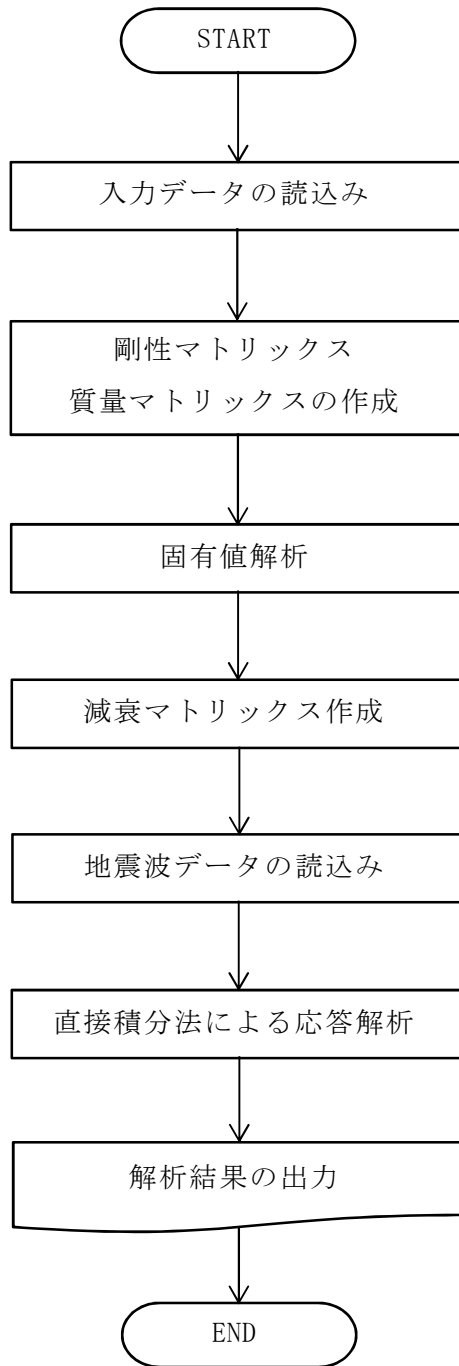 START
入力データの読込み
剛性マトリックス
質量マトリックスの作成
固有値解析
減衰マトリックス作成
地震波データの読込み
直接積分法による応答解析
解析結果の出力
END